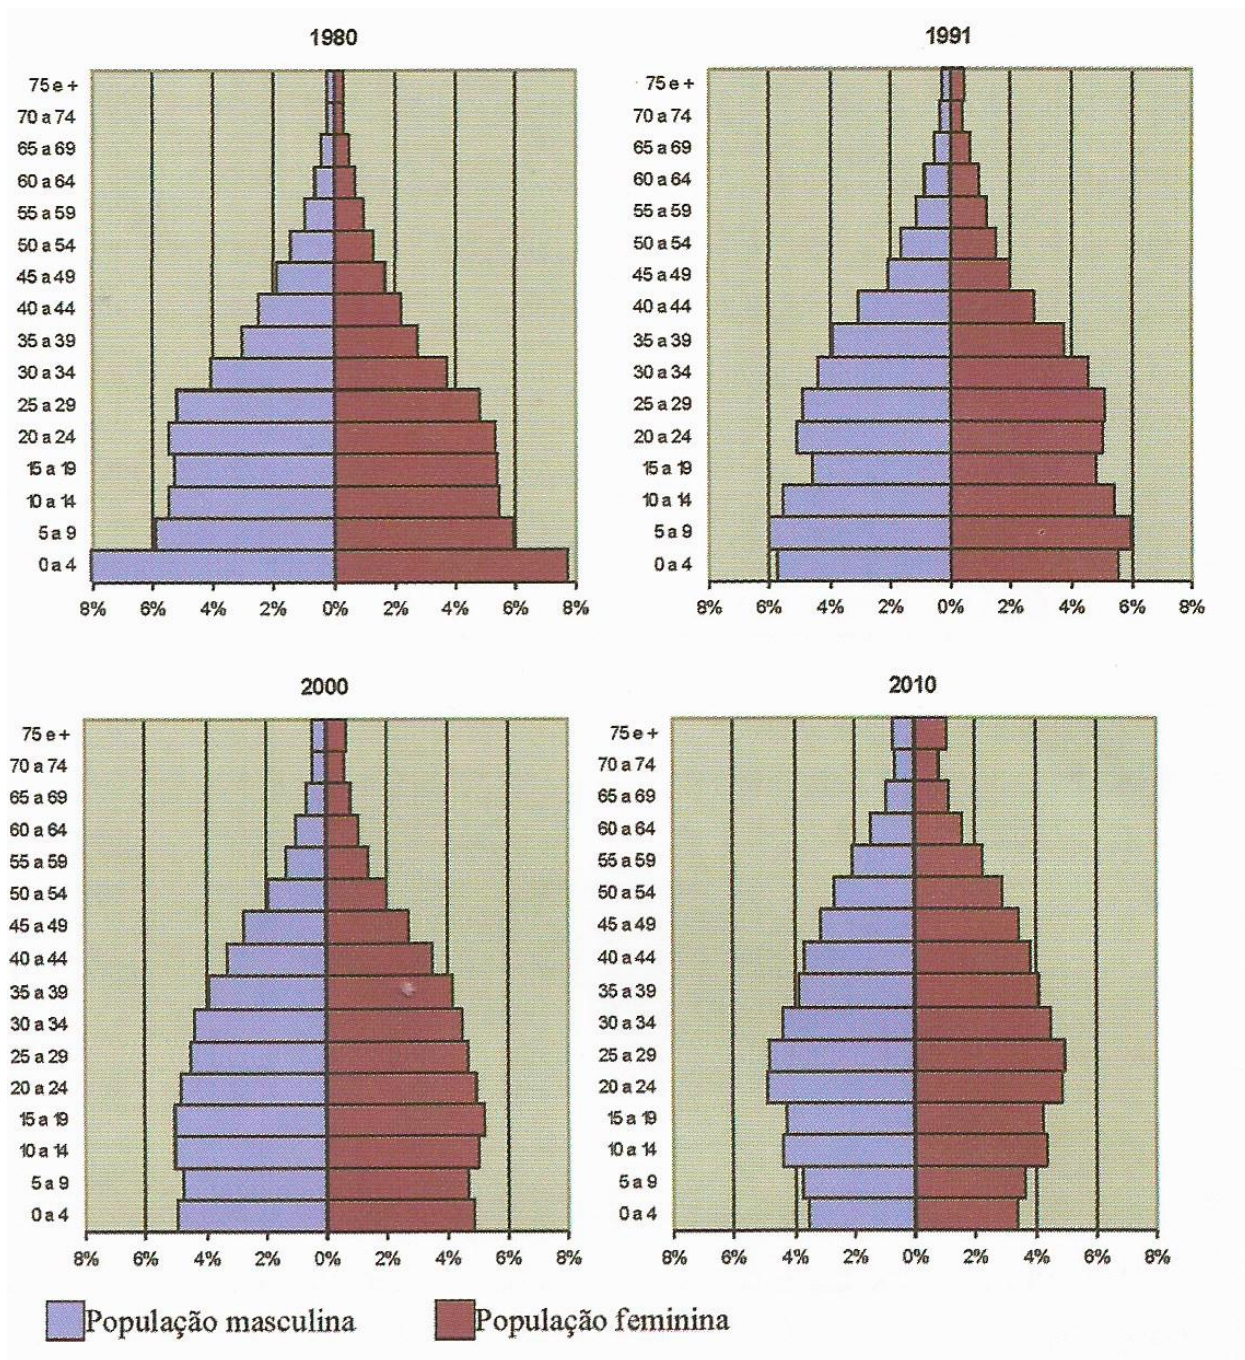 1980
75 e +
70 a 74
65 a 69
60 a 64
55 a 59
50 a 54
45 a 49
40 a 44
35 a 39
30 a 34
25 a 29
20 a 24
15 a 19
10 a 14
5 a 9
0 a 4
8% 6% 4% 2% 0% 2% 4% 6% 8%
1991
75 e +
70 a 74
65 a 69
60 a 64
55 a 59
50 a 54
45 a 49
40 a 44
35 a 39
30 a 34
25 a 29
20 a 24
15 a 19
10 a 14
5 a 9
0 a 4
8% 6% 4% 2% 0% 2% 4% 6% 8%
2000
75 e +
70 a 74
65 a 69
60 a 64
55 a 59
50 a 54
45 a 49
40 a 44
35 a 39
30 a 34
25 a 29
20 a 24
15 a 19
10 a 14
5 a 9
0 a 4
8% 6% 4% 2% 0% 2% 4% 6% 8%
2010
75 e +
70 a 74
65 a 69
60 a 64
55 a 59
50 a 54
45 a 49
40 a 44
35 a 39
30 a 34
25 a 29
20 a 24
15 a 19
10 a 14
5 a 9
0 a 4
8% 6% 4% 2% 0% 2% 4% 6% 8%
População masculina
População feminina